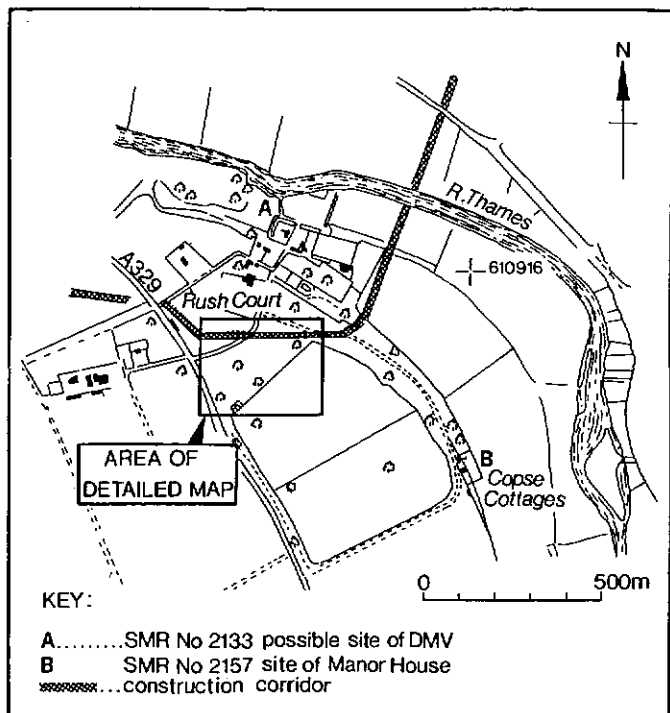 N
R.Thames
A
610916
A329
Rush Court
AREA OF
DETAILED MAP
B
Copse
Cottages
0 500m
KEY:
A.........SMR No 2133 possible site of DMV
B SMR No 2157 site of Manor House
...construction corridor